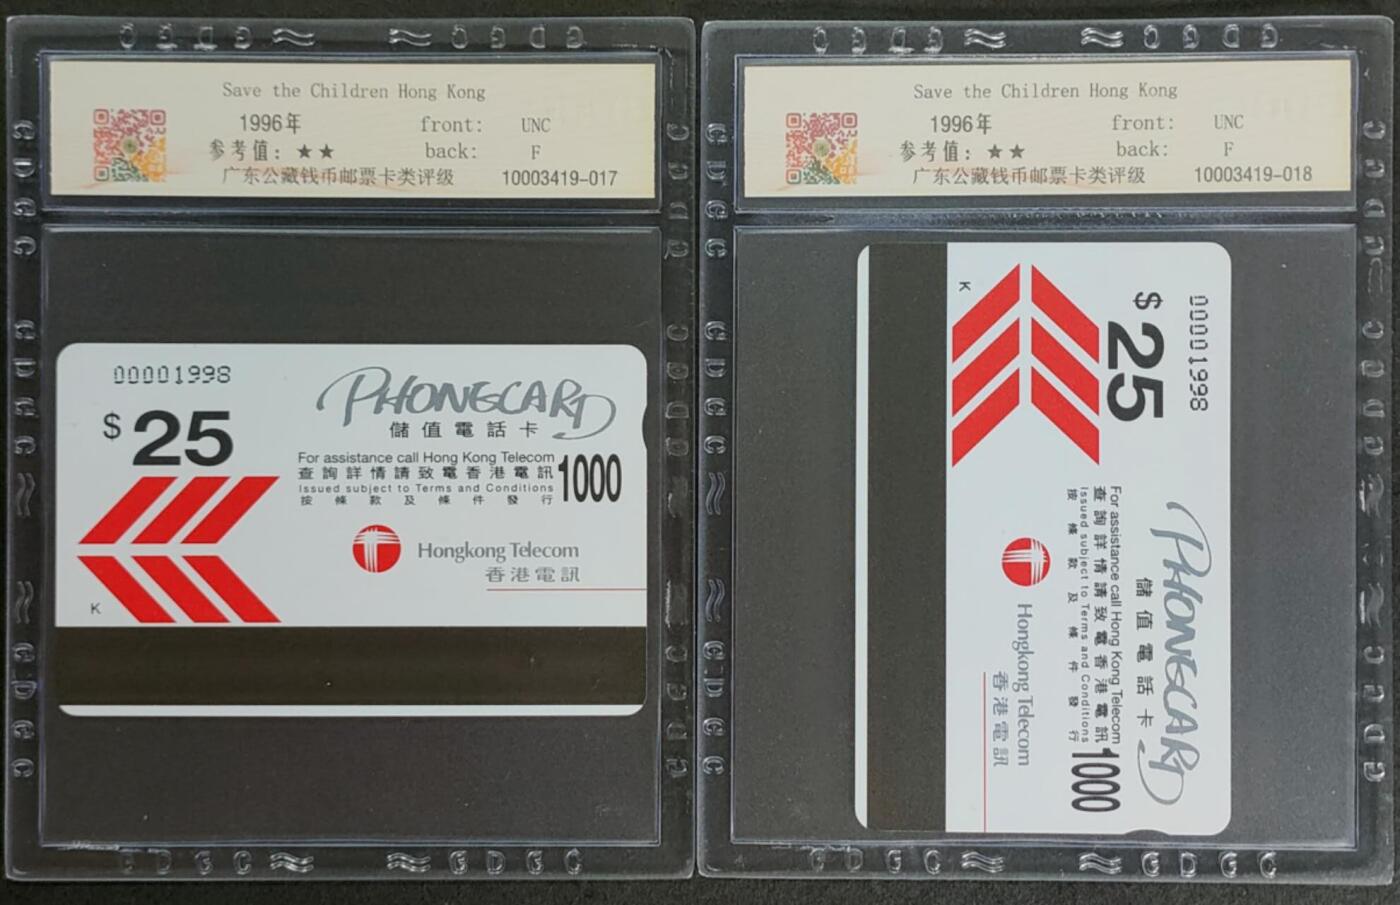 Save the Children Hong Kong
1996年 front: UNC
参考值: ★★ back: F
广东公藏钱币邮票卡类评级 10003419-017
00001998
$25
PHONECARD
儲值電話卡
For assistance call Hong Kong Telecom
查詢詳情請致電香港電訊
Issued subject to Terms and Conditions
按條款及條件發行
1000
Hongkong Telecom
香港電訊
K
Save the Children Hong Kong
1996年 front: UNC
参考值: ★★ back: F
广东公藏钱币邮票卡类评级 10003419-018
00001998
$25
PHONECARD
儲值電話卡
For assistance call Hong Kong Telecom
查詢詳情請致電香港電訊
Issued subject to Terms and Conditions
按條款及條件發行
1000
Hongkong Telecom
香港電訊
K